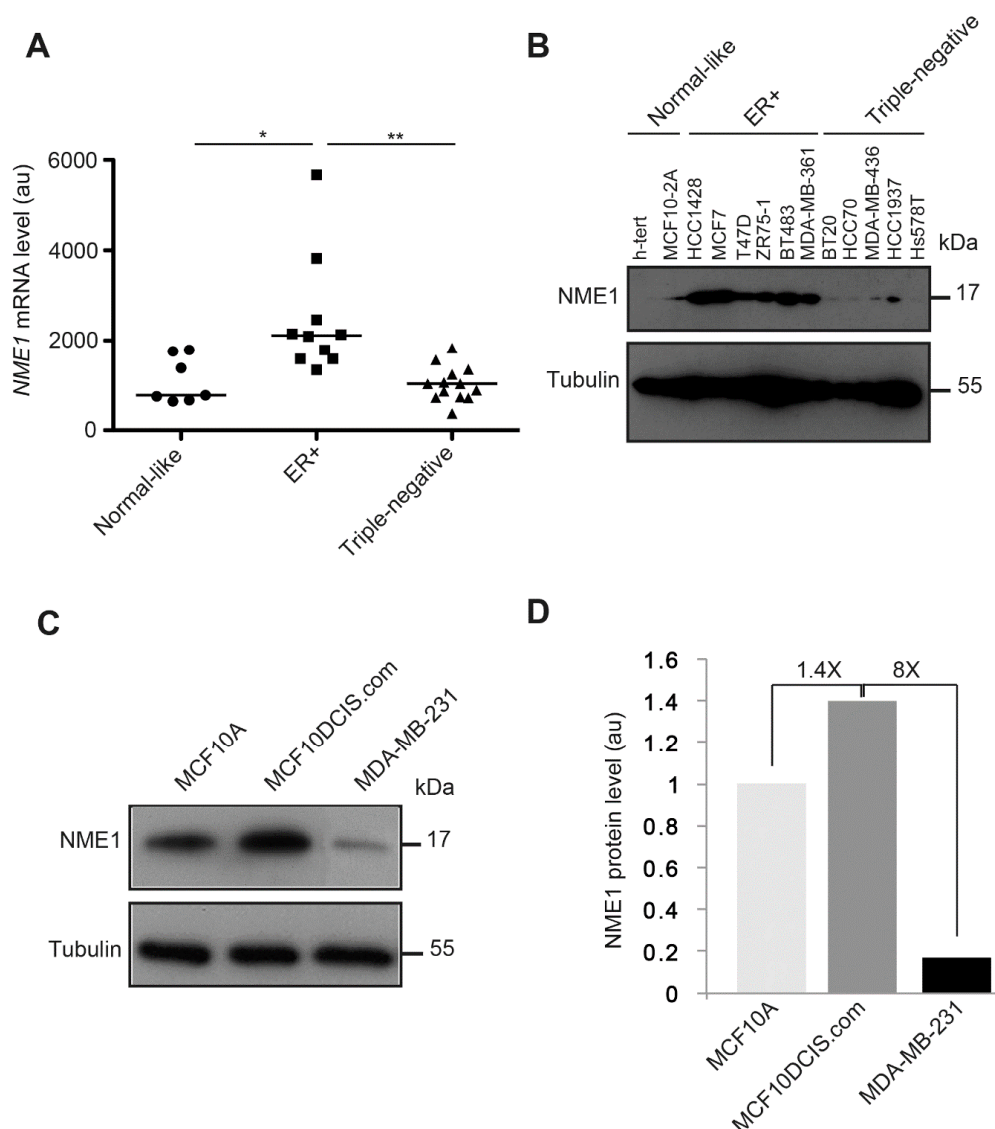 A
*
**
NME1 mRNA level (au)
6000
4000
2000
0
Normal-like
ER+
Triple-negative
B
Normal-like
ER+
Triple-negative
h-tert
MCF10-2A
HCC1428
MCF7
T47D
ZR75-1
BT483
MDA-MB-361
BT20
HCC70
MDA-MB-436
HCC1937
Hs578T
kDa
NME1
17
Tubulin
55
C
MCF10A
MCF10DCIS.com
MDA-MB-231
kDa
NME1
17
Tubulin
55
D
NME1 protein level (au)
1.6
1.4
1.2
1
0.8
0.6
0.4
0.2
0
1.4X
8X
MCF10A
MCF10DCIS.com
MDA-MB-231